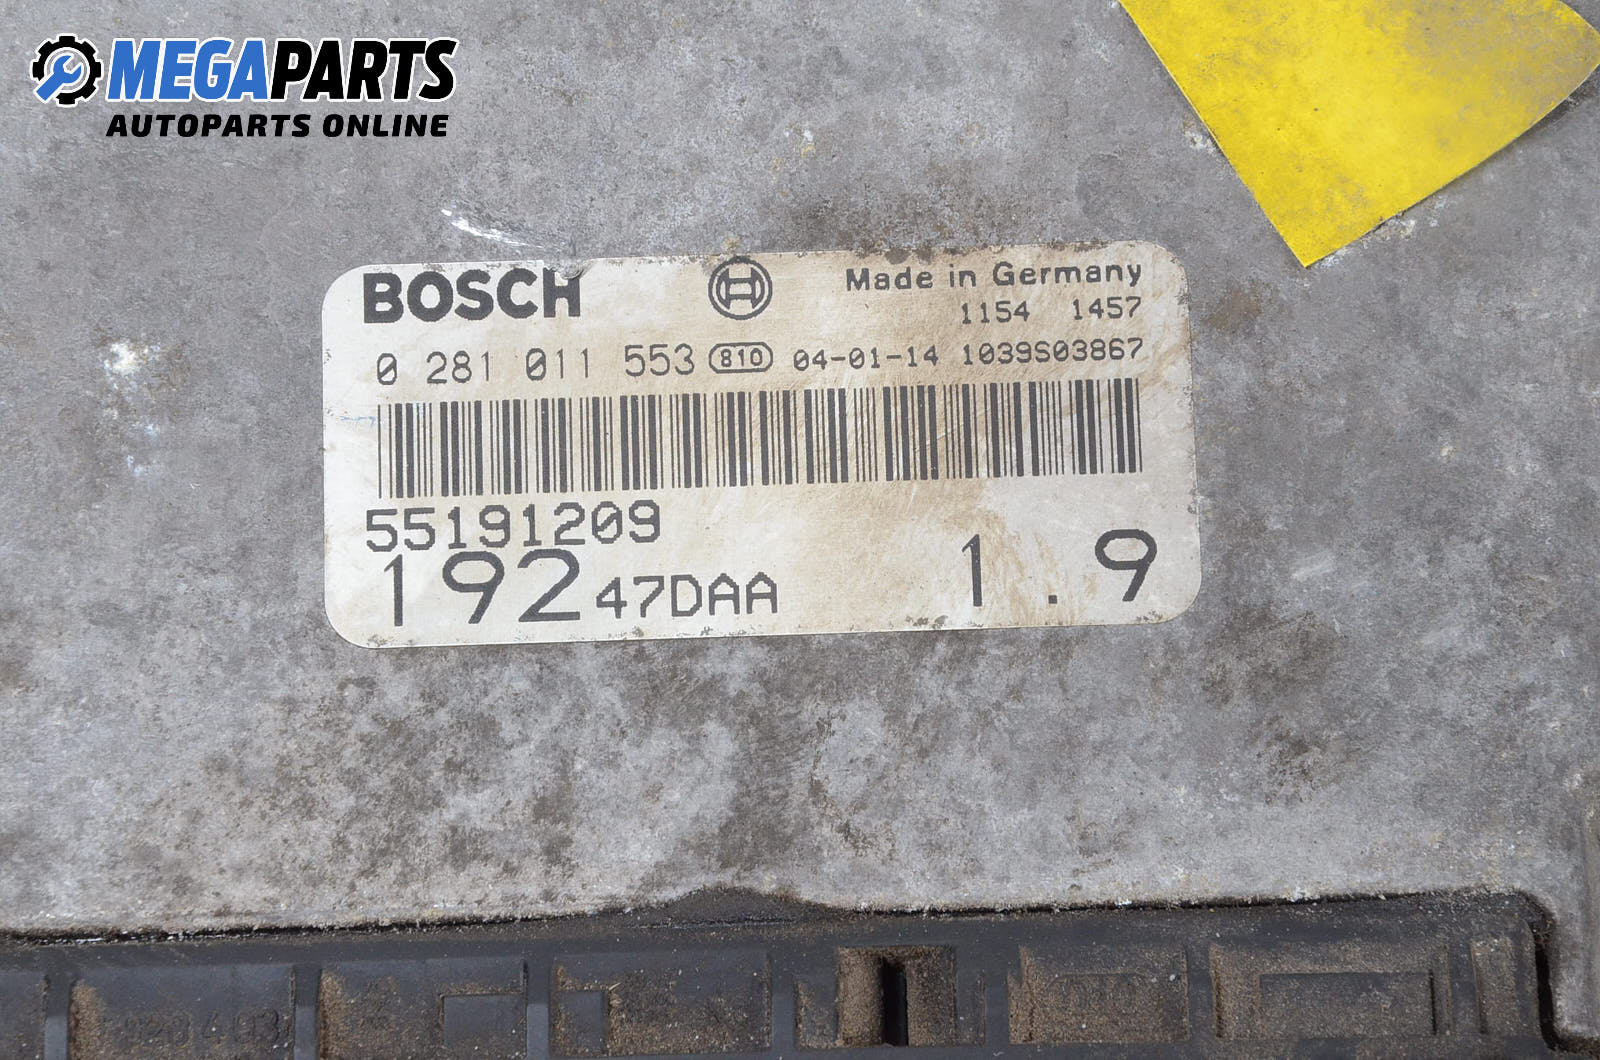 MEGAPARTS
AUTOPARTS ONLINE
BOSCH Made in Germany
1154 1457
0 281 011 553 810 04-01-14 1039S03867
55191209
192 47DAA 1.9